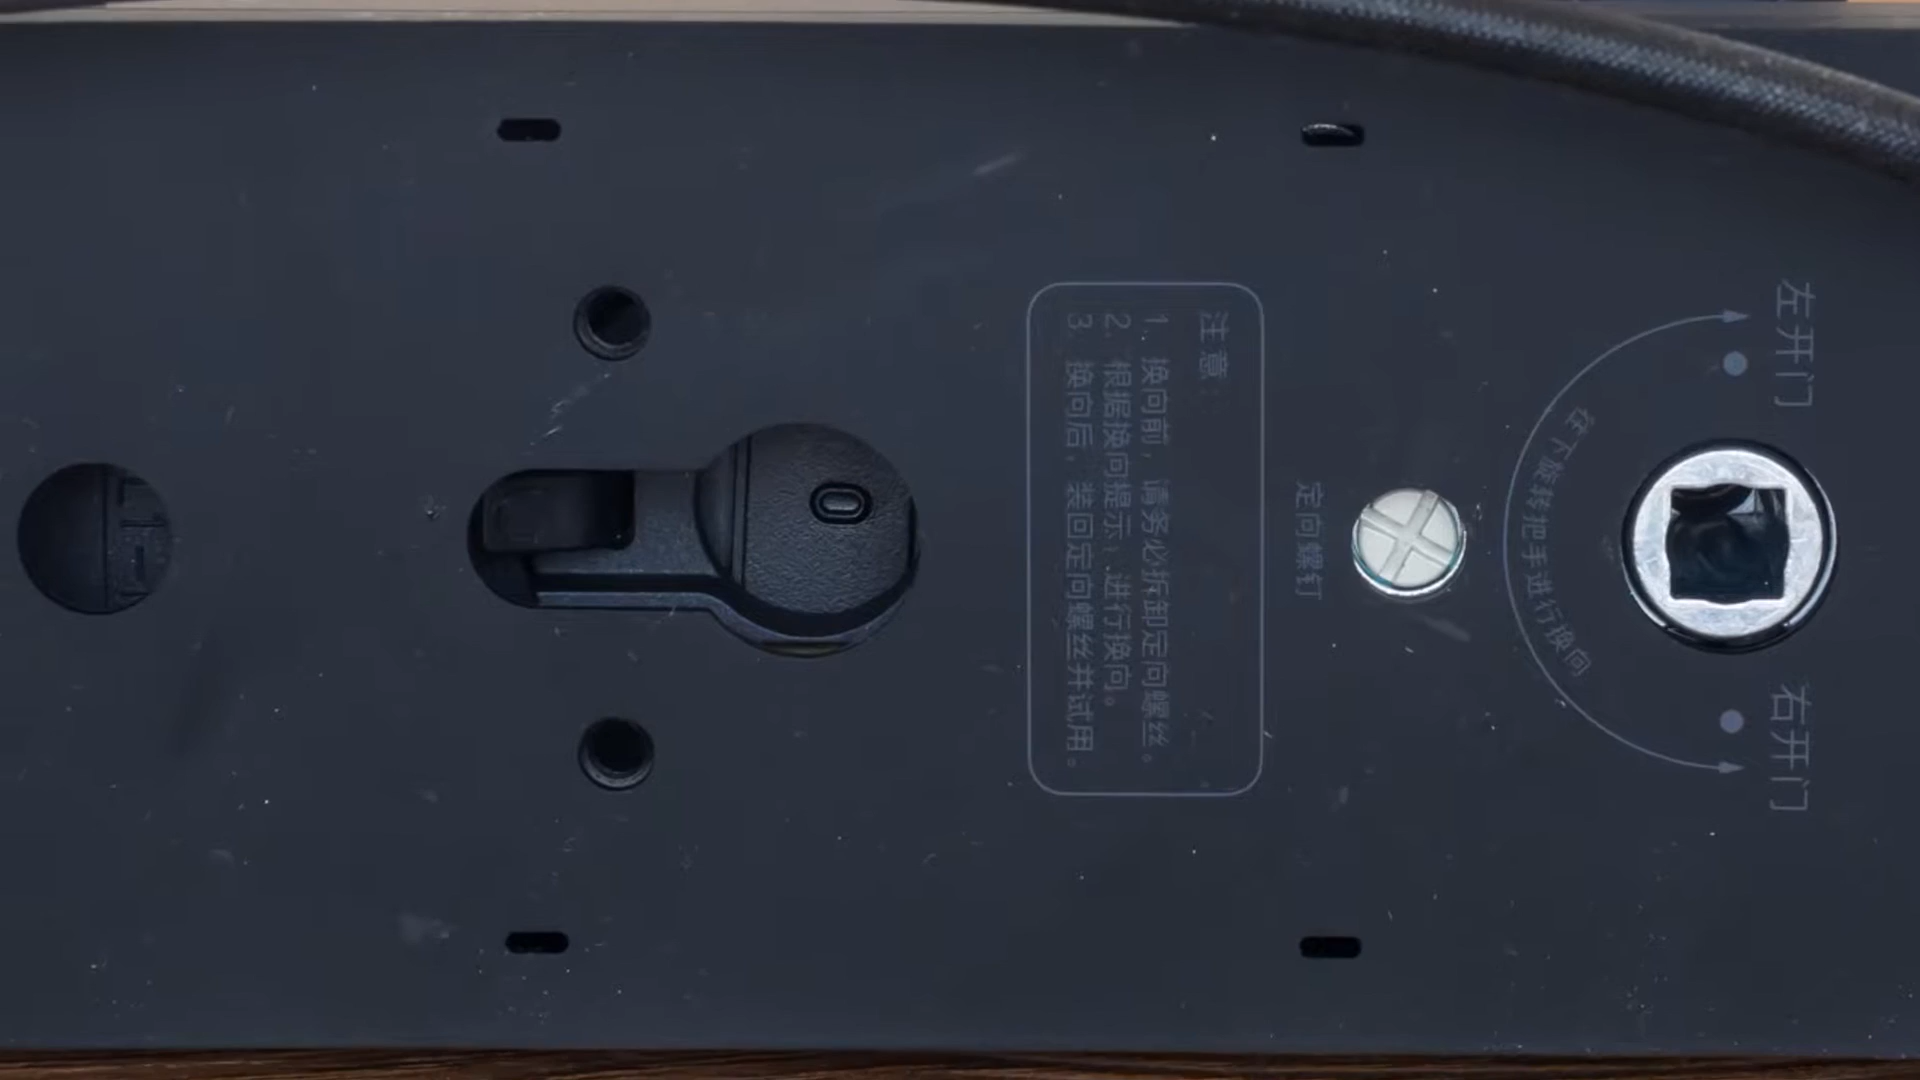 左开门
右开门
往下旋转把手进行换向
定向螺钉
注意：
1. 换向前，请务必拆卸定向螺丝。
2. 根据换向提示，进行换向。
3. 换向后，装回定向螺丝并试用。